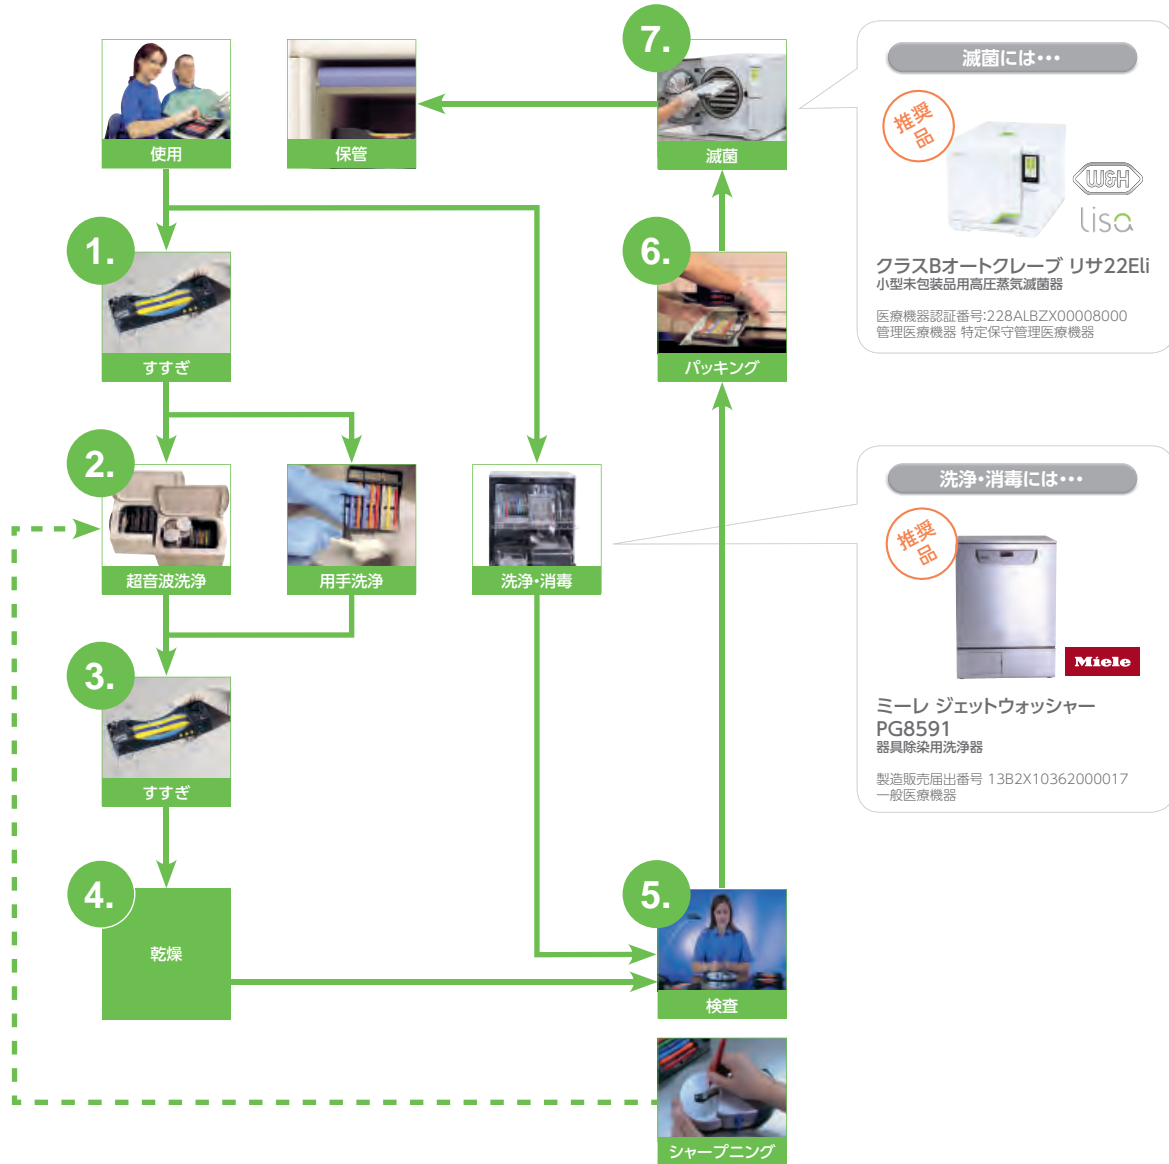 使用
保管
7.
滅菌
1.
すすぎ
6.
パッキング
2.
超音波洗浄
用手洗浄
洗浄・消毒
3.
すすぎ
4.
乾燥
5.
検査
シャープニング
滅菌には･･･
推奨
品
W&H
lisa
クラスBオートクレーブ リサ22Eli
小型未包装品用高圧蒸気滅菌器
医療機器認証番号:228ALBZX00008000
管理医療機器 特定保守管理医療機器
洗浄・消毒には･･･
推奨
品
Miele
ミーレ ジェットウォッシャー
PG8591
器具除染用洗浄器
製造販売届出番号 13B2X10362000017
一般医療機器